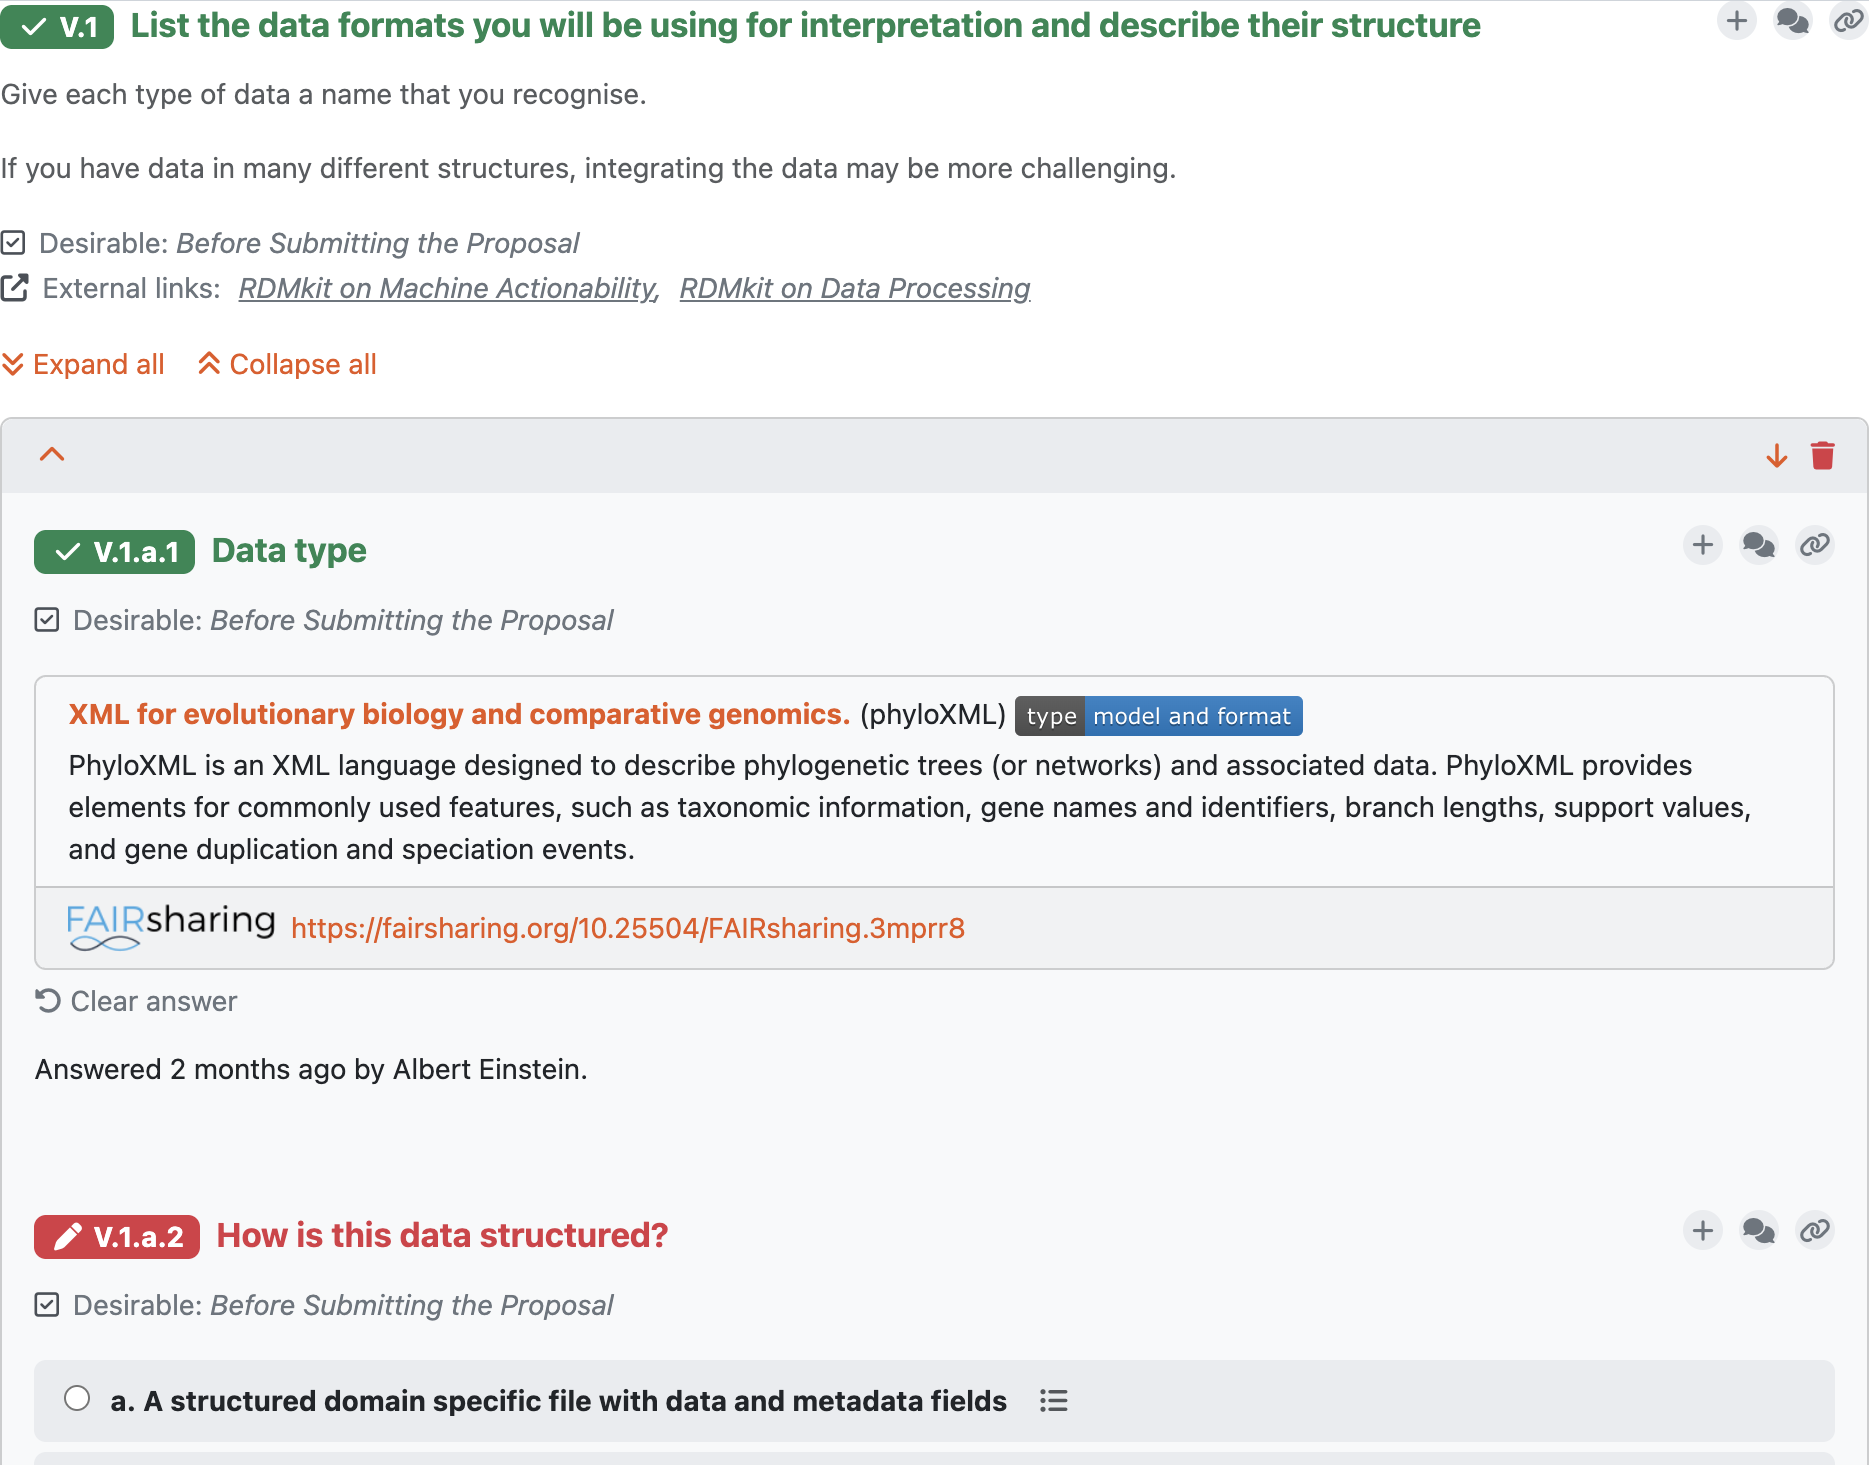 V.1 List the data formats you will be using for interpretation and describe their structure
Give each type of data a name that you recognise.
If you have data in many different structures, integrating the data may be more challenging.
Desirable: Before Submitting the Proposal
External links: RDMkit on Machine Actionability, RDMkit on Data Processing
Expand all Collapse all
V.1.a.1 Data type
Desirable: Before Submitting the Proposal
XML for evolutionary biology and comparative genomics. (phyloXML) type model and format
PhyloXML is an XML language designed to describe phylogenetic trees (or networks) and associated data. PhyloXML provides
elements for commonly used features, such as taxonomic information, gene names and identifiers, branch lengths, support values,
and gene duplication and speciation events.
FAIRsharing https://fairsharing.org/10.25504/FAIRsharing.3mprr8
Clear answer
Answered 2 months ago by Albert Einstein.
V.1.a.2 How is this data structured?
Desirable: Before Submitting the Proposal
a. A structured domain specific file with data and metadata fields